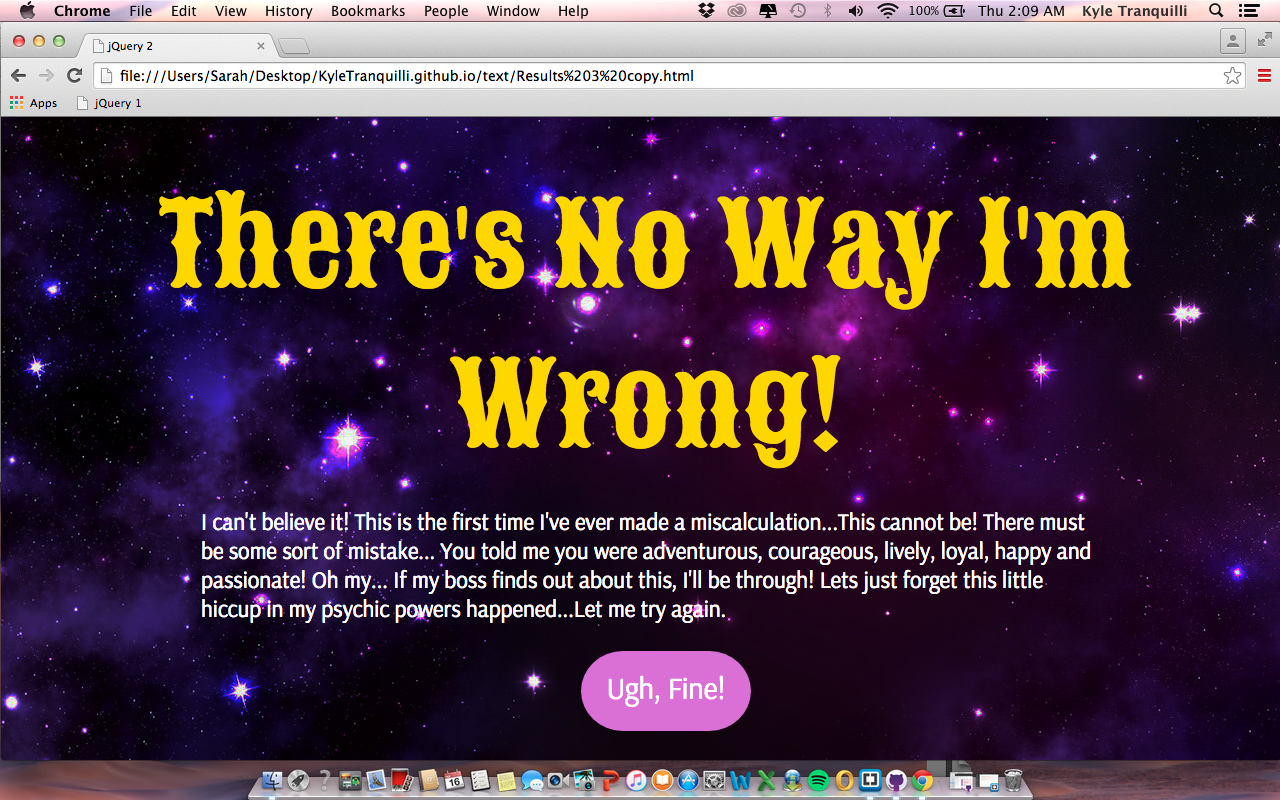 Chrome File Edit View History Bookmarks People Window Help 100% Thu 2:09 AM Kyle Tranquilli
jQuery 2
file:///Users/Sarah/Desktop/KyleTranquilli.github.io/text/Results%203%20copy.html
Apps jQuery 1
There's No Way I'm
Wrong!
I can't believe it! This is the first time I've ever made a miscalculation...This cannot be! There must
be some sort of mistake... You told me you were adventurous, courageous, lively, loyal, happy and
passionate! Oh my... If my boss finds out about this, I'll be through! Lets just forget this little
hiccup in my psychic powers happened...Let me try again.
Ugh, Fine!
16